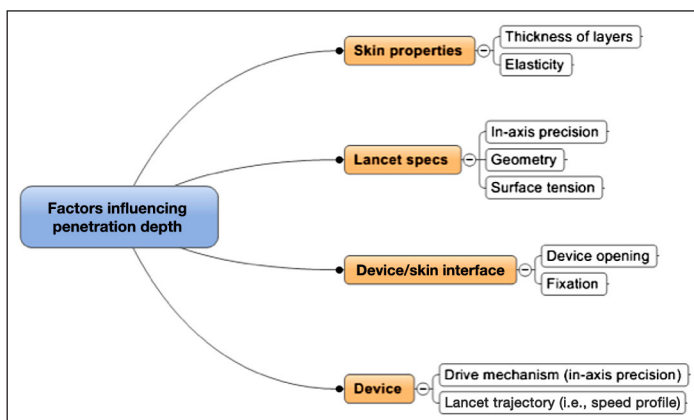 Factors influencing
penetration depth
Skin properties
Thickness of layers
Elasticity
Lancet specs
In-axis precision
Geometry
Surface tension
Device/skin interface
Device opening
Fixation
Device
Drive mechanism (in-axis precision)
Lancet trajectory (i.e., speed profile)